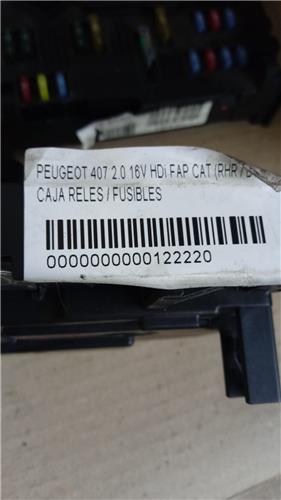 PEUGEOT 407 2.0 16V HDi FAP CAT (RHR / D
CAJA RELES / FUSIBLES
0000000000122220